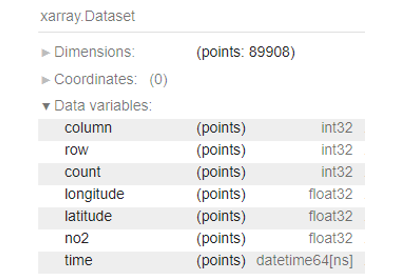 xarray.Dataset
► Dimensions: (points: 89908)
► Coordinates: (0)
▼ Data variables:
column (points) int32
row (points) int32
count (points) int32
longitude (points) float32
latitude (points) float32
no2 (points) float32
time (points) datetime64[ns]